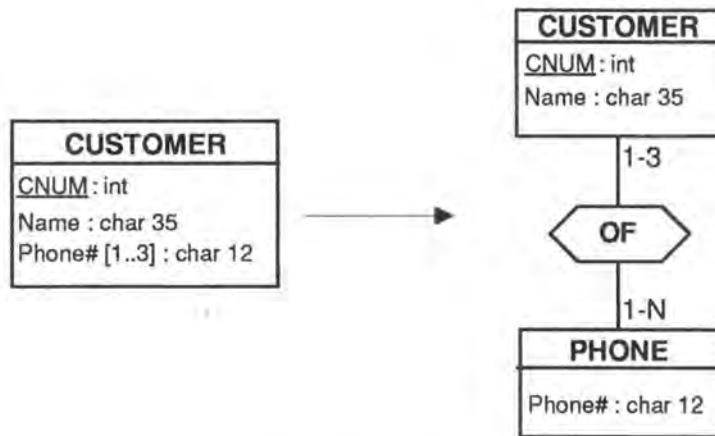 CUSTOMER
CNUM : int
Name : char 35
Phone# [1..3] : char 12
CUSTOMER
CNUM : int
Name : char 35
1-3
OF
1-N
PHONE
Phone# : char 12